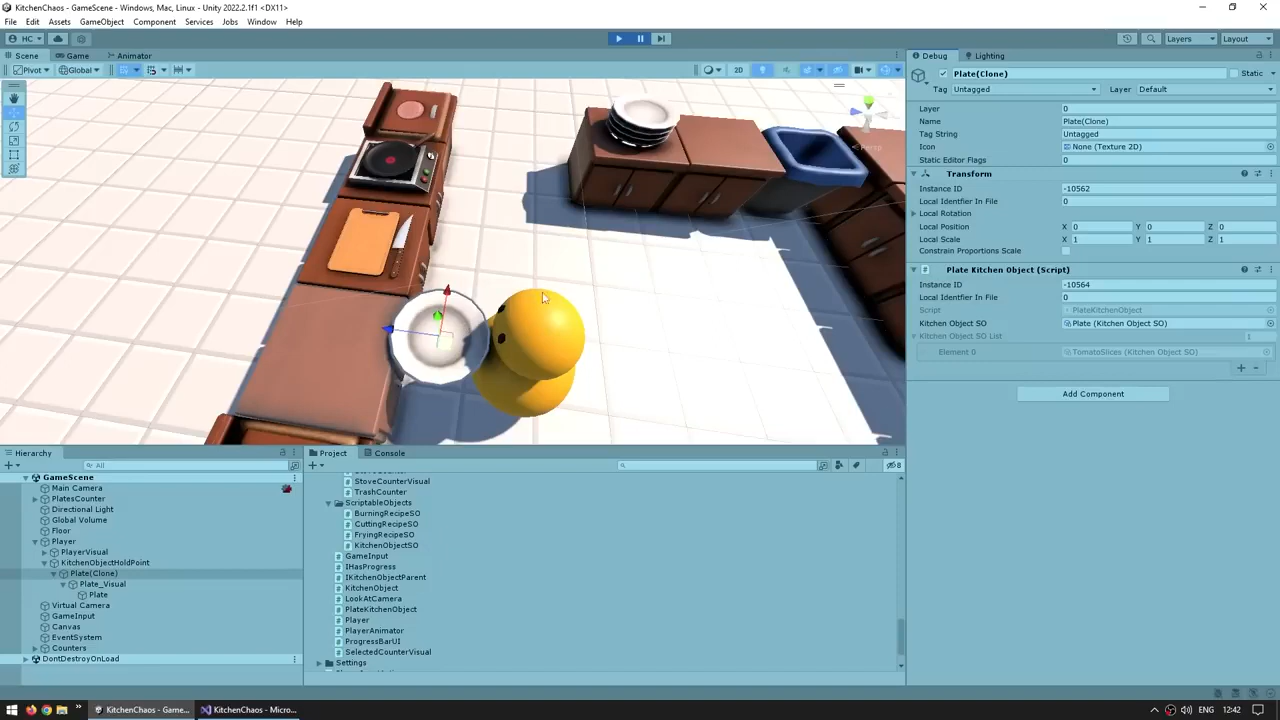 KitchenChaos - GameScene - Windows, Mac, Linux - Unity 2022.2.1f1 <DX11>
File Edit Assets GameObject Component Services Jobs Window Help
HC Layers Layout
Scene Game Animator Debug Lighting
Pivot Global 2D
Persp
Plate(Clone) Static
Tag Untagged Layer Default
Layer 0
Name Plate(Clone)
Tag String Untagged
Icon None (Texture 2D)
Static Editor Flags 0
Transform
Instance ID -10562
Local Identfier In File 0
Local Rotation
Local Position X 0 Y 0 Z 0
Local Scale X 1 Y 1 Z 1
Constrain Proportions Scale
# Plate Kitchen Object (Script)
Instance ID -10564
Local Identfier In File 0
Script PlateKitchenObject
Kitchen Object SO Plate (Kitchen Object SO)
Kitchen Object SO List 1
Element 0 TomatoSlices (Kitchen Object SO)
+ -
Add Component
Hierarchy
+ All
GameScene
Main Camera
PlatesCounter
Directional Light
Global Volume
Floor
Player
PlayerVisual
KitchenObjectHoldPoint
Plate(Clone)
Plate_Visual
Plate
Virtual Camera
GameInput
Canvas
EventSystem
Counters
DontDestroyOnLoad
Project Console
+ 8
StoveCounterVisual
TrashCounter
ScriptableObjects
BurningRecipeSO
CuttingRecipeSO
FryingRecipeSO
KitchenObjectSO
GameInput
IHasProgress
IKitchenObjectParent
KitchenObject
LookAtCamera
PlateKitchenObject
Player
PlayerAnimator
ProgressBarUI
SelectedCounterVisual
Settings
KitchenChaos - Game... KitchenChaos - Micro... ENG 12:42